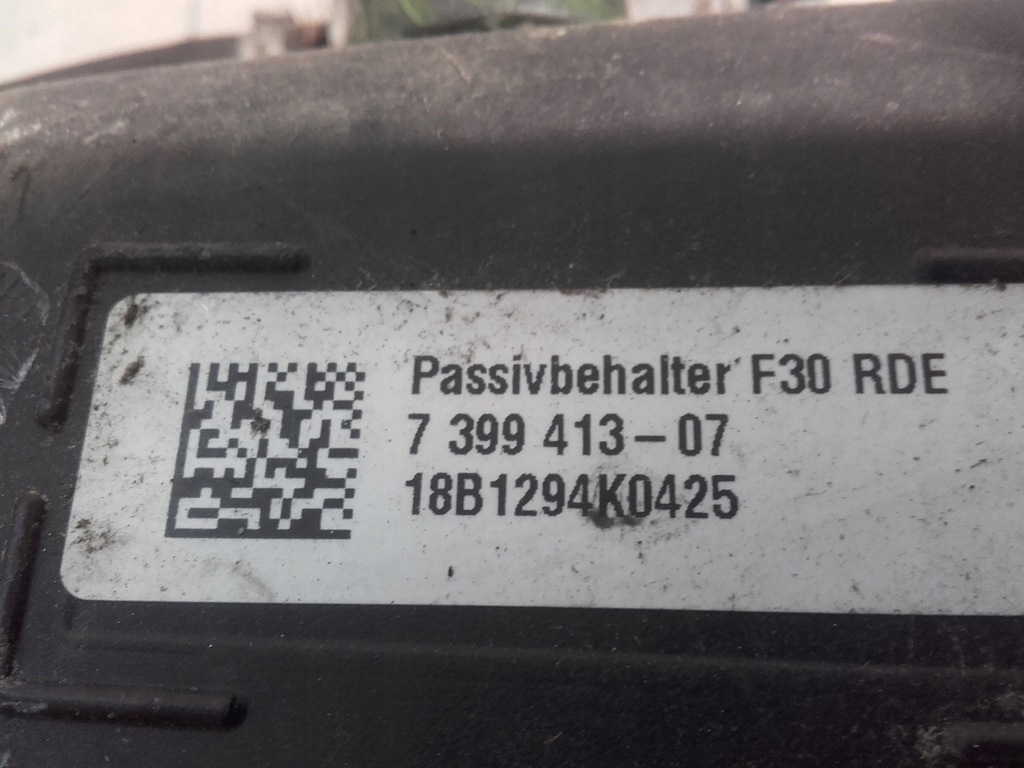 Passivbehalter F30 RDE
7 399 413-07
18B1294K0425